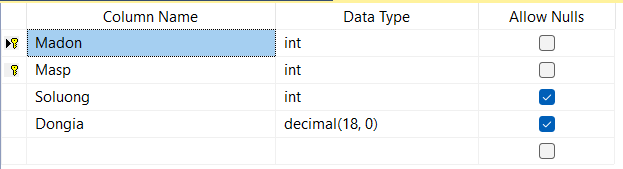 Column Name Data Type Allow Nulls
Madon int
Masp int
Soluong int
Dongia decimal(18, 0)